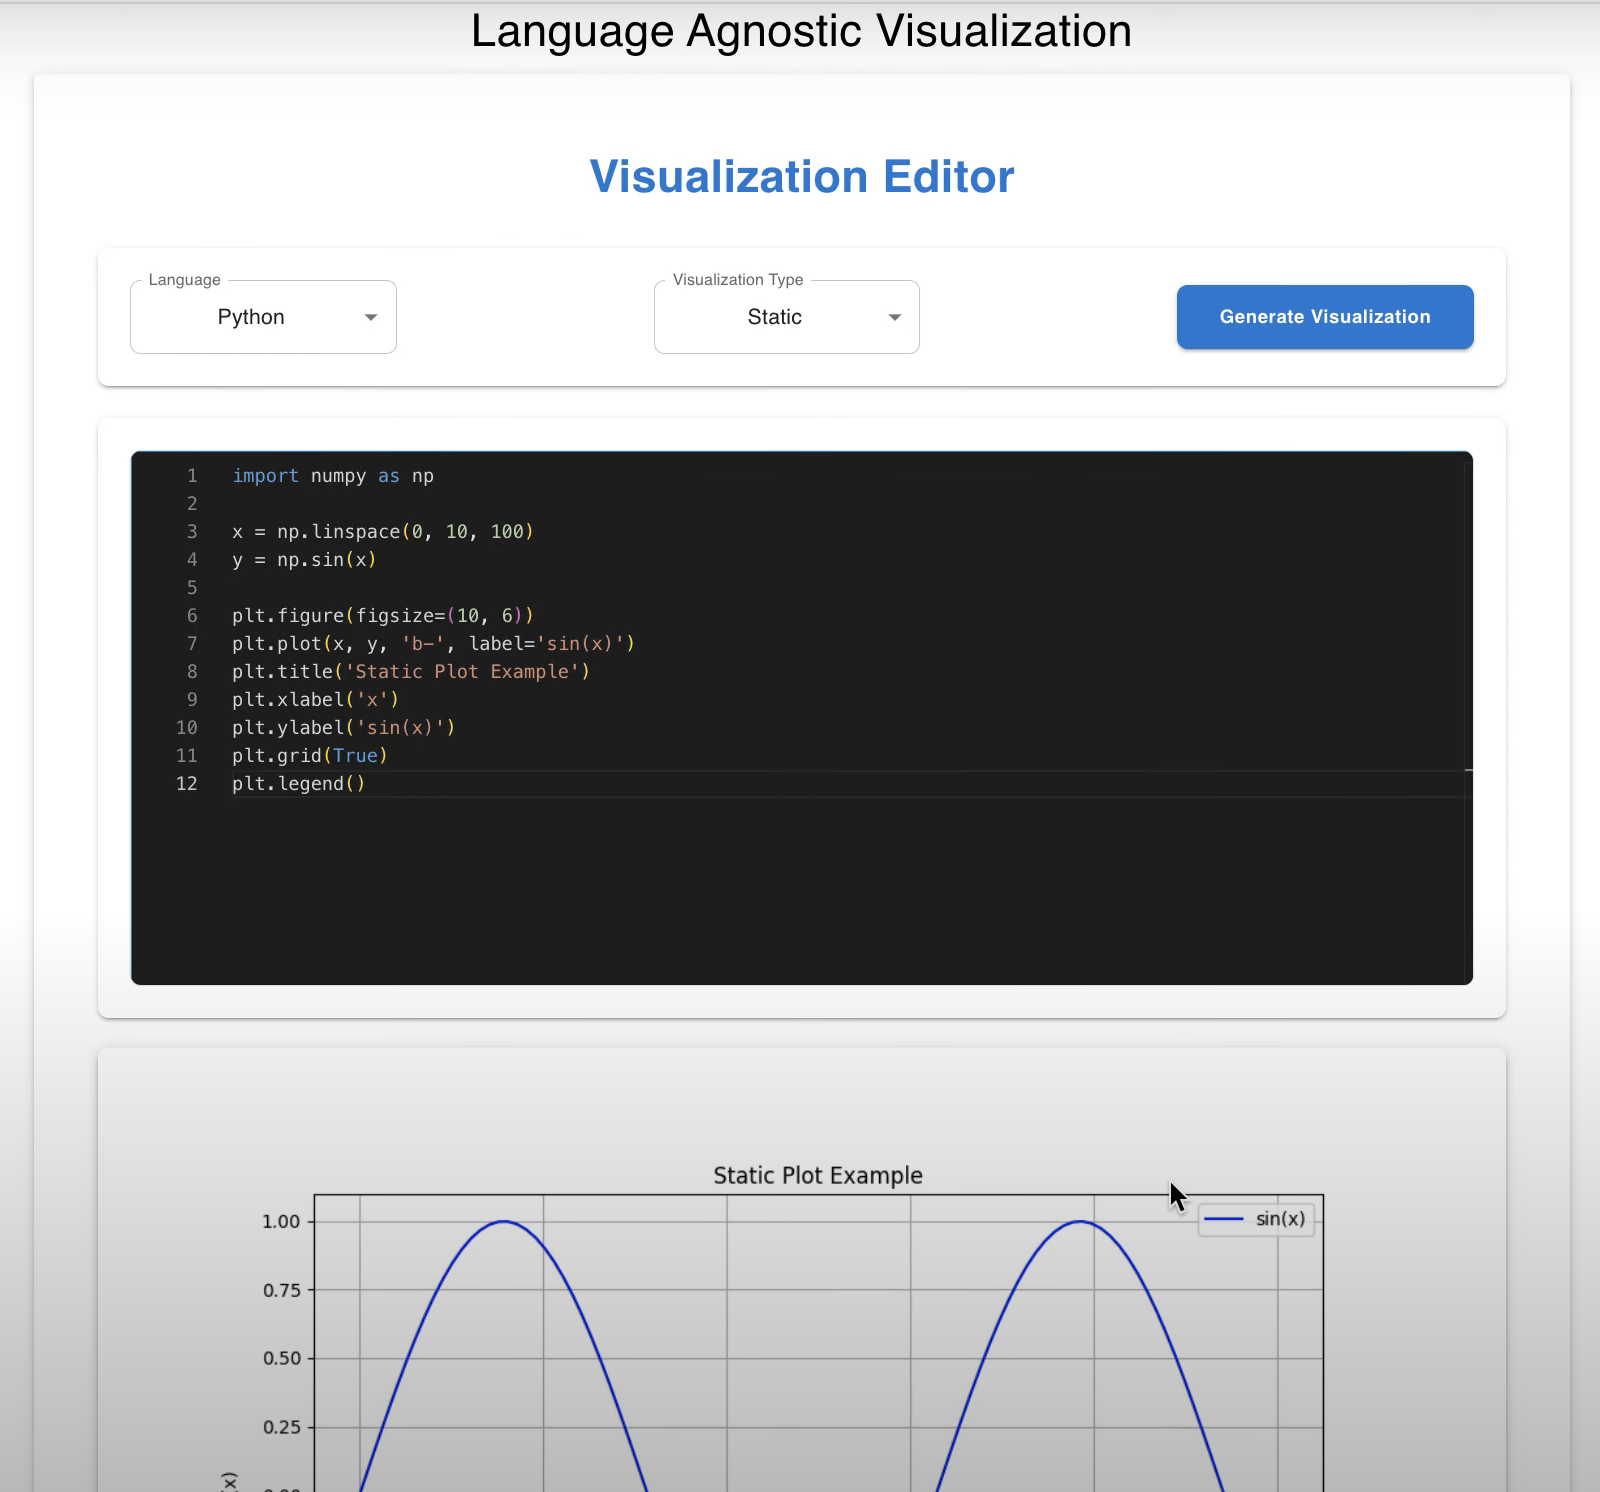 Language Agnostic Visualization
Visualization Editor
Language
Python
Visualization Type
Static
Generate Visualization
1 import numpy as np
2
3 x = np.linspace(0, 10, 100)
4 y = np.sin(x)
5
6 plt.figure(figsize=(10, 6))
7 plt.plot(x, y, 'b-', label='sin(x)')
8 plt.title('Static Plot Example')
9 plt.xlabel('x')
10 plt.ylabel('sin(x)')
11 plt.grid(True)
12 plt.legend()
Static Plot Example
sin(x)
1.00
0.75
0.50
0.25
x)